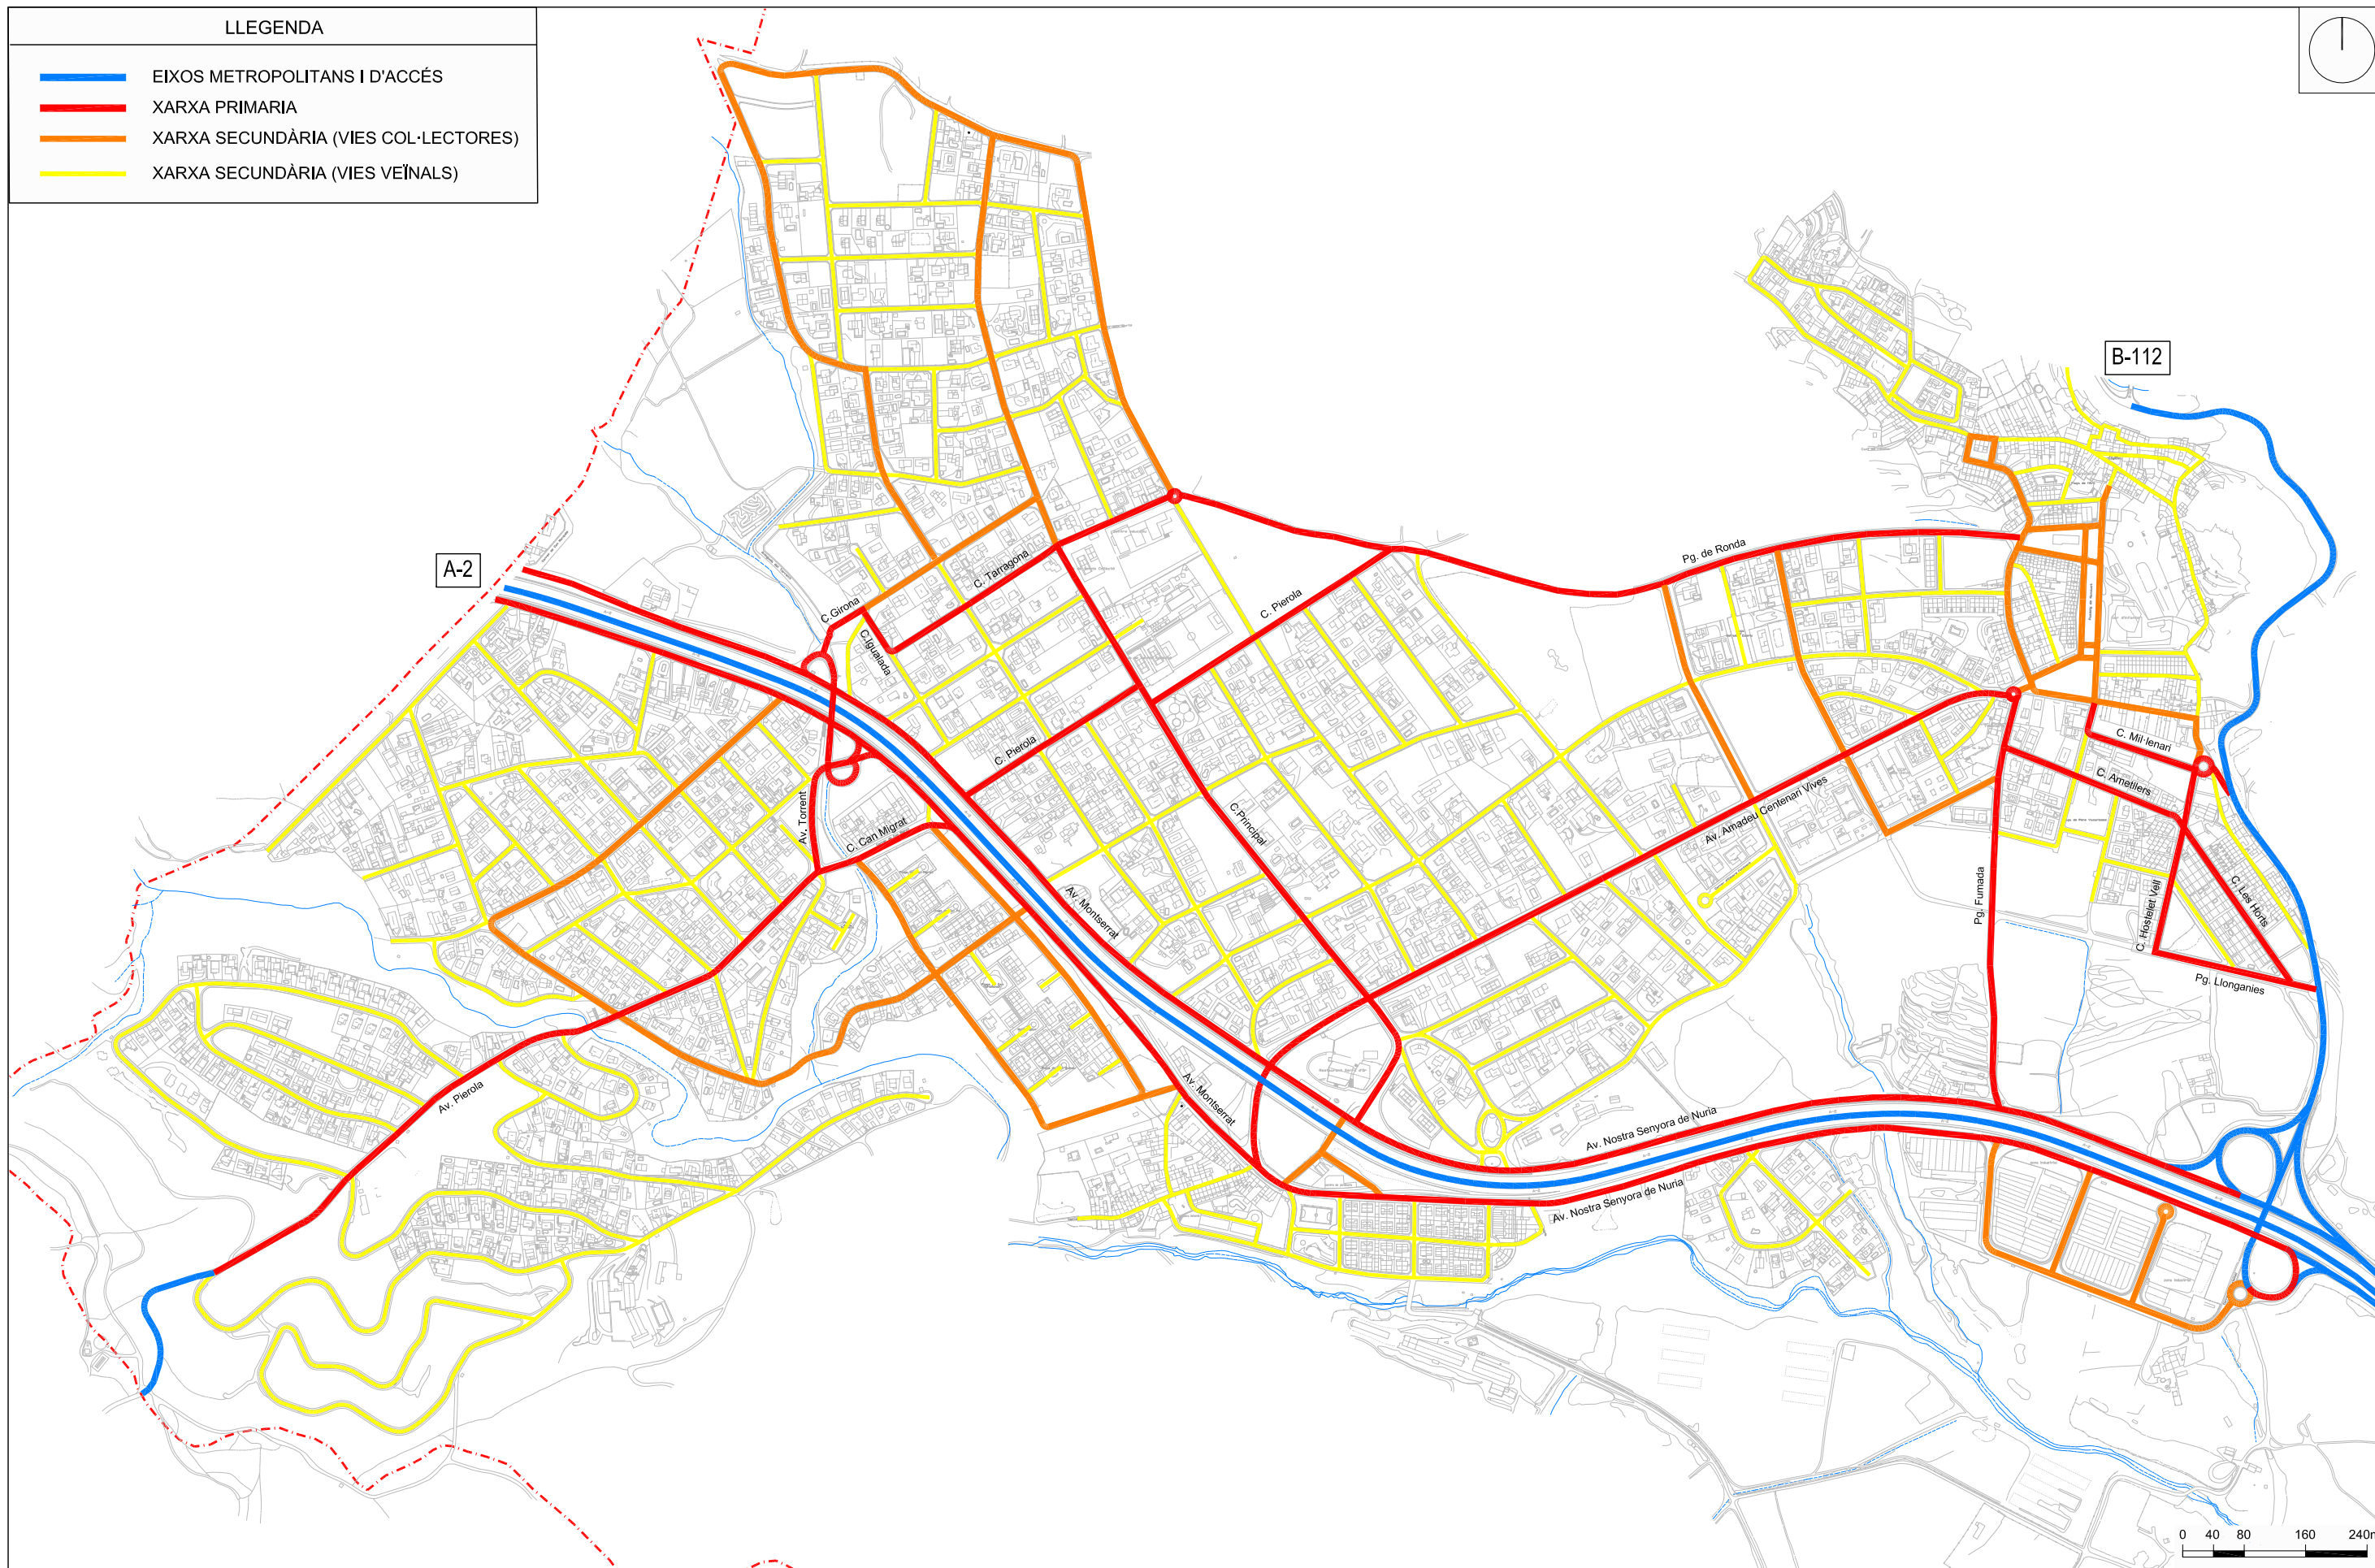 LLEGENDA
EIXOS METROPOLITANS I D'ACCÉS
XARXA PRIMARIA
XARXA SECUNDÀRIA (VIES COL·LECTORES)
XARXA SECUNDÀRIA (VIES VEÏNALS)
B-112
A-2
Pg. de Ronda
C. Tarragona
C.Girona
C. Pierola
C.Igualada
C. Pierola
C. Mil·lenari
C. Ametllers
Av. Torrent
C. Can Migrat
C.Principal
Av. Amadeu Centenari Vives
Pg. Fumada
C. Hostelet Vell
C. Les Horts
Av. Montserrat
Pg. Llonganies
Av. Pierola
Av. Montserrat
Av. Nostra Senyora de Nuria
Av. Nostra Senyora de Nuria
0 40 80 160 240m